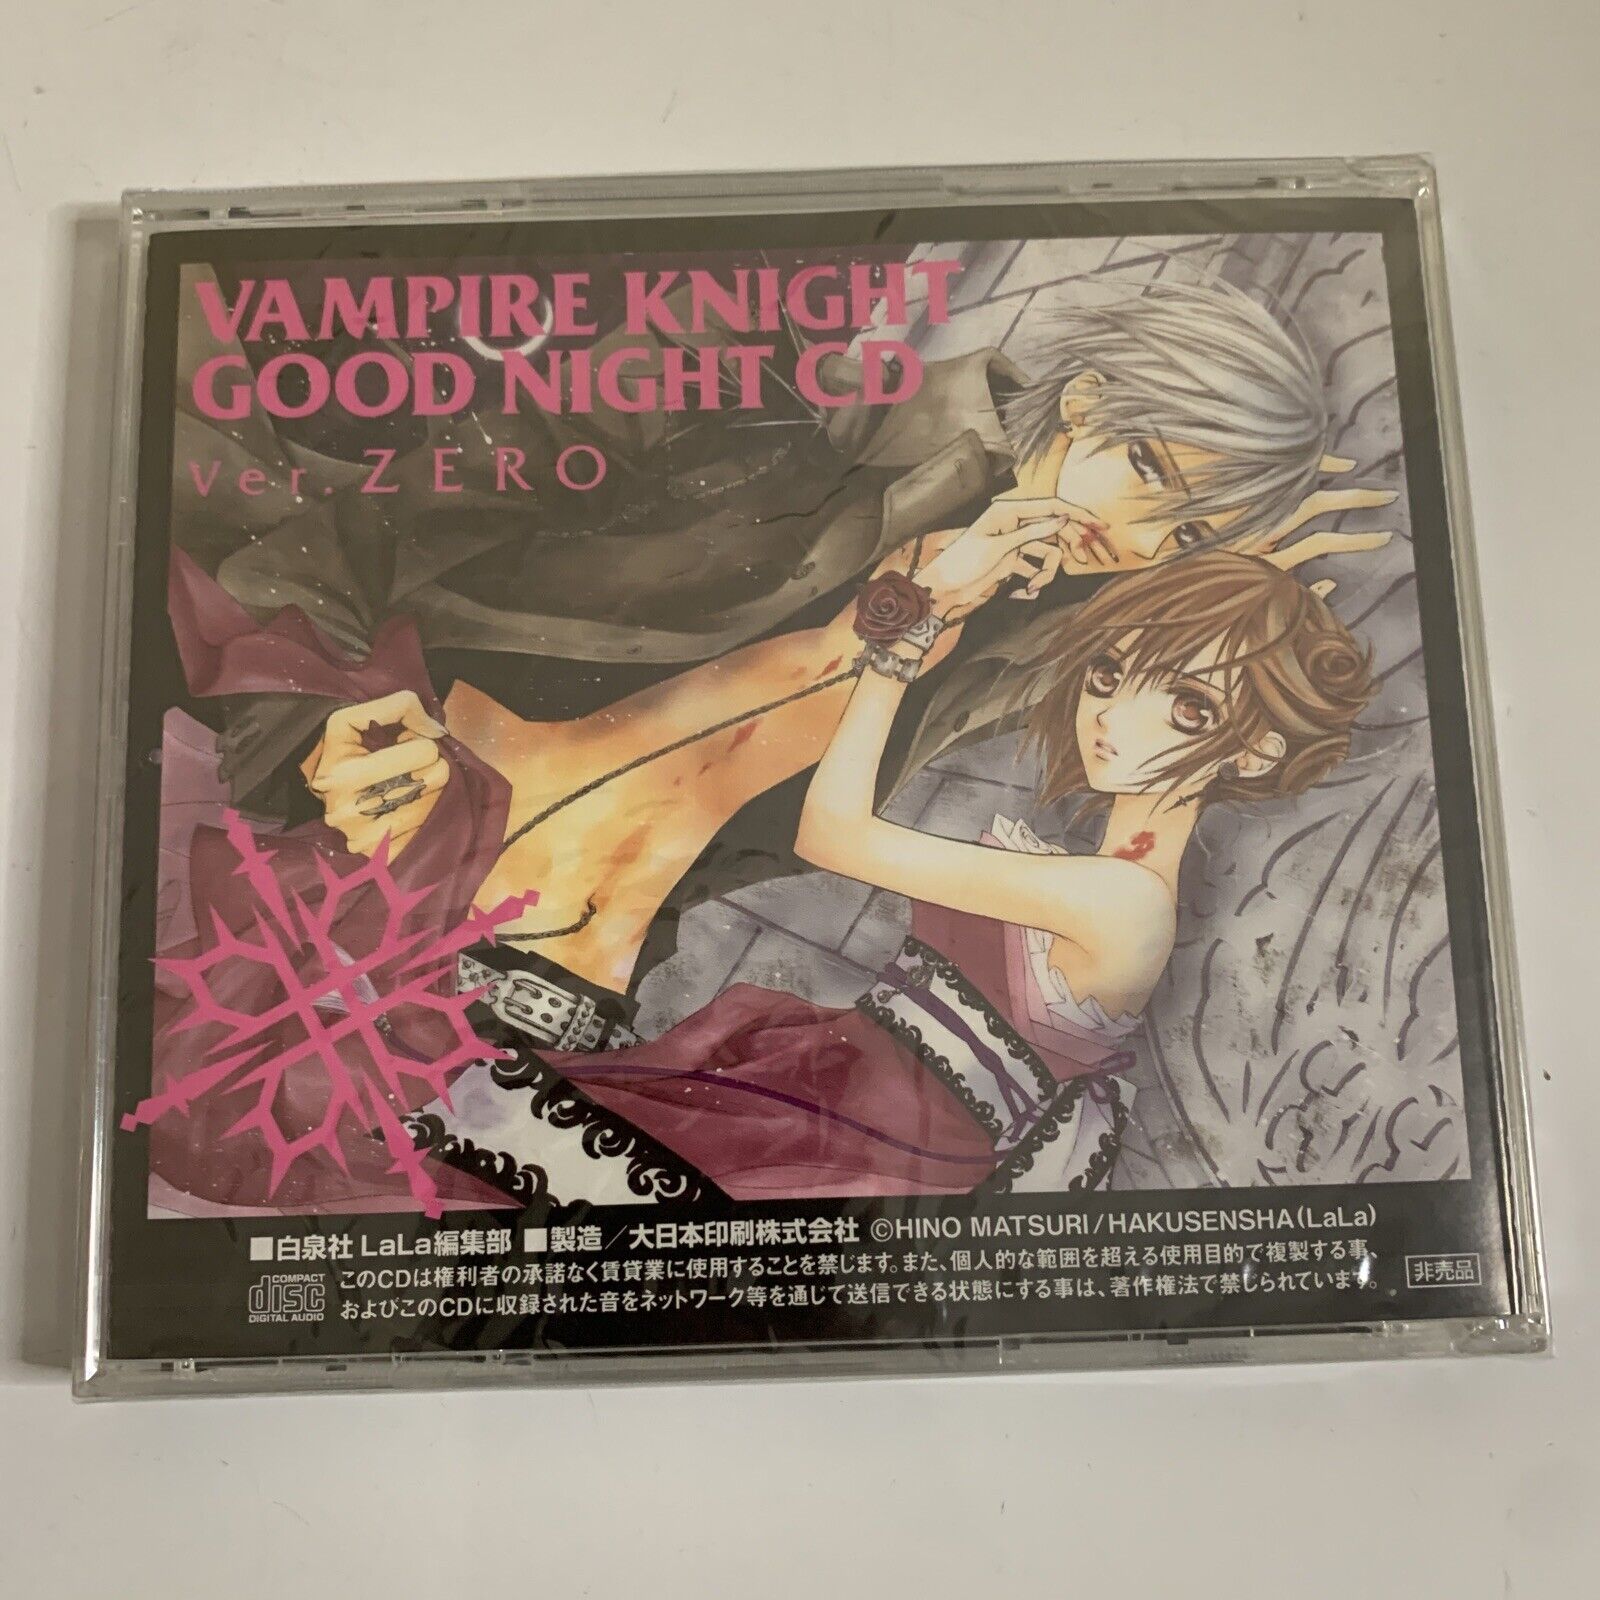 VAMPIRE KNIGHT
GOOD NIGHT CD
Ver. ZERO
■白泉社 LaLa編集部 ■製造／大日本印刷株式会社 ©HINO MATSURI/HAKUSENSHA(LaLa)
COMPACT
disc
DIGITAL AUDIO
このCDは権利者の承諾なく賃貸業に使用することを禁じます。また、個人的な範囲を超える使用目的で複製する事、
およびこのCDに収録された音をネットワーク等を通じて送信できる状態にする事は、著作権法で禁じられています。
非売品